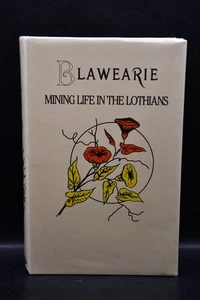 BLAWEARIE
MINING LIFE IN THE LOTHIANS